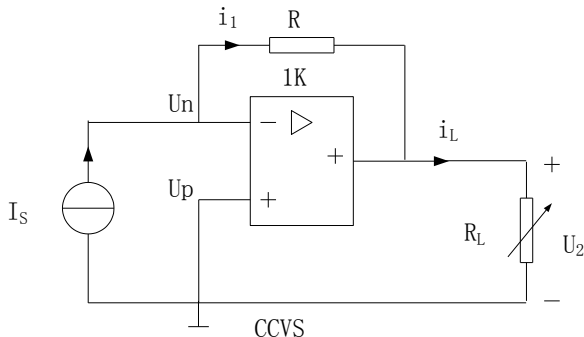 i₁
R
1K
Un
−
+
iL
+
Up
+
IS
RL
U₂
−
CCVS